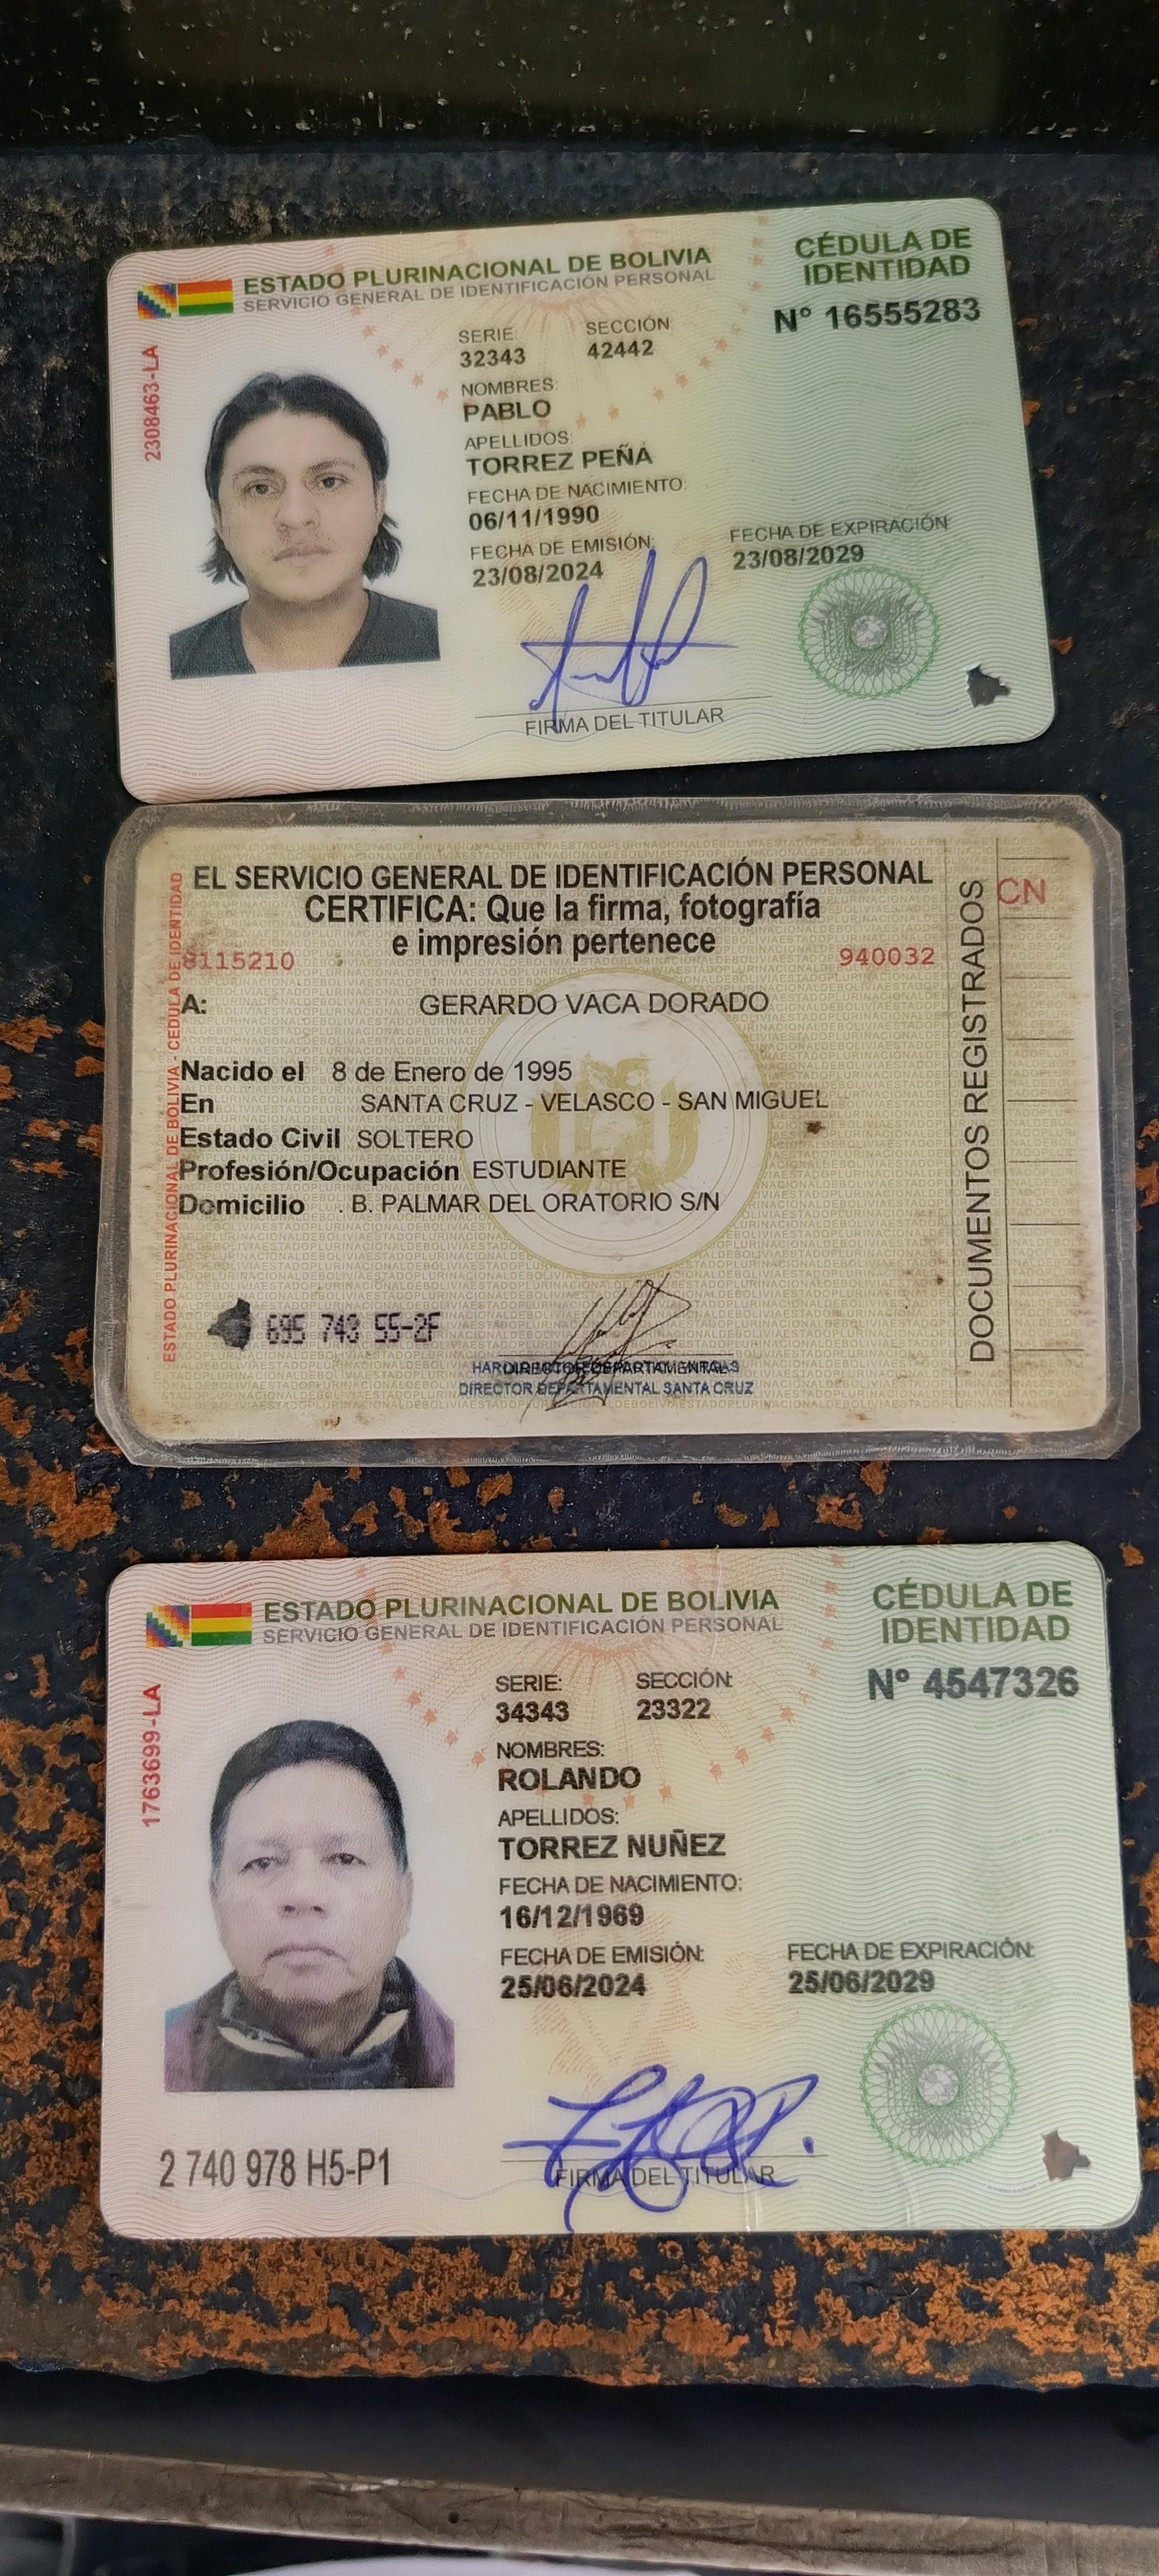 ESTADO PLURINACIONAL DE BOLIVIA
SERVICIO GENERAL DE IDENTIFICACIÓN PERSONAL
CÉDULA DE
IDENTIDAD
N° 16555283
2308463-LA
SERIE: SECCIÓN:
32343 42442
NOMBRES:
PABLO
APELLIDOS:
TORREZ PEÑA
FECHA DE NACIMIENTO:
06/11/1990
FECHA DE EMISIÓN: FECHA DE EXPIRACIÓN
23/08/2024 23/08/2029
FIRMA DEL TITULAR
EL SERVICIO GENERAL DE IDENTIFICACIÓN PERSONAL
CERTIFICA: Que la firma, fotografía
e impresión pertenece
8115210 940032
A: GERARDO VACA DORADO
Nacido el 8 de Enero de 1995
En SANTA CRUZ - VELASCO - SAN MIGUEL
Estado Civil SOLTERO
Profesión/Ocupación ESTUDIANTE
Domicilio . B. PALMAR DEL ORATORIO S/N
695 743 55-2F
DIRECTOR DEPARTAMENTAL
DIRECTOR DEPARTAMENTAL SANTA CRUZ
ESTADO PLURINACIONAL DE BOLIVIA - CEDULA DE IDENTIDAD
DOCUMENTOS REGISTRADOS
CN
ESTADO PLURINACIONAL DE BOLIVIA
SERVICIO GENERAL DE IDENTIFICACIÓN PERSONAL
CÉDULA DE
IDENTIDAD
N° 4547326
1763699-LA
SERIE: SECCIÓN:
34343 23322
NOMBRES:
ROLANDO
APELLIDOS:
TORREZ NUÑEZ
FECHA DE NACIMIENTO:
16/12/1969
FECHA DE EMISIÓN: FECHA DE EXPIRACIÓN:
25/06/2024 25/06/2029
2 740 978 H5-P1
FIRMA DEL TITULAR